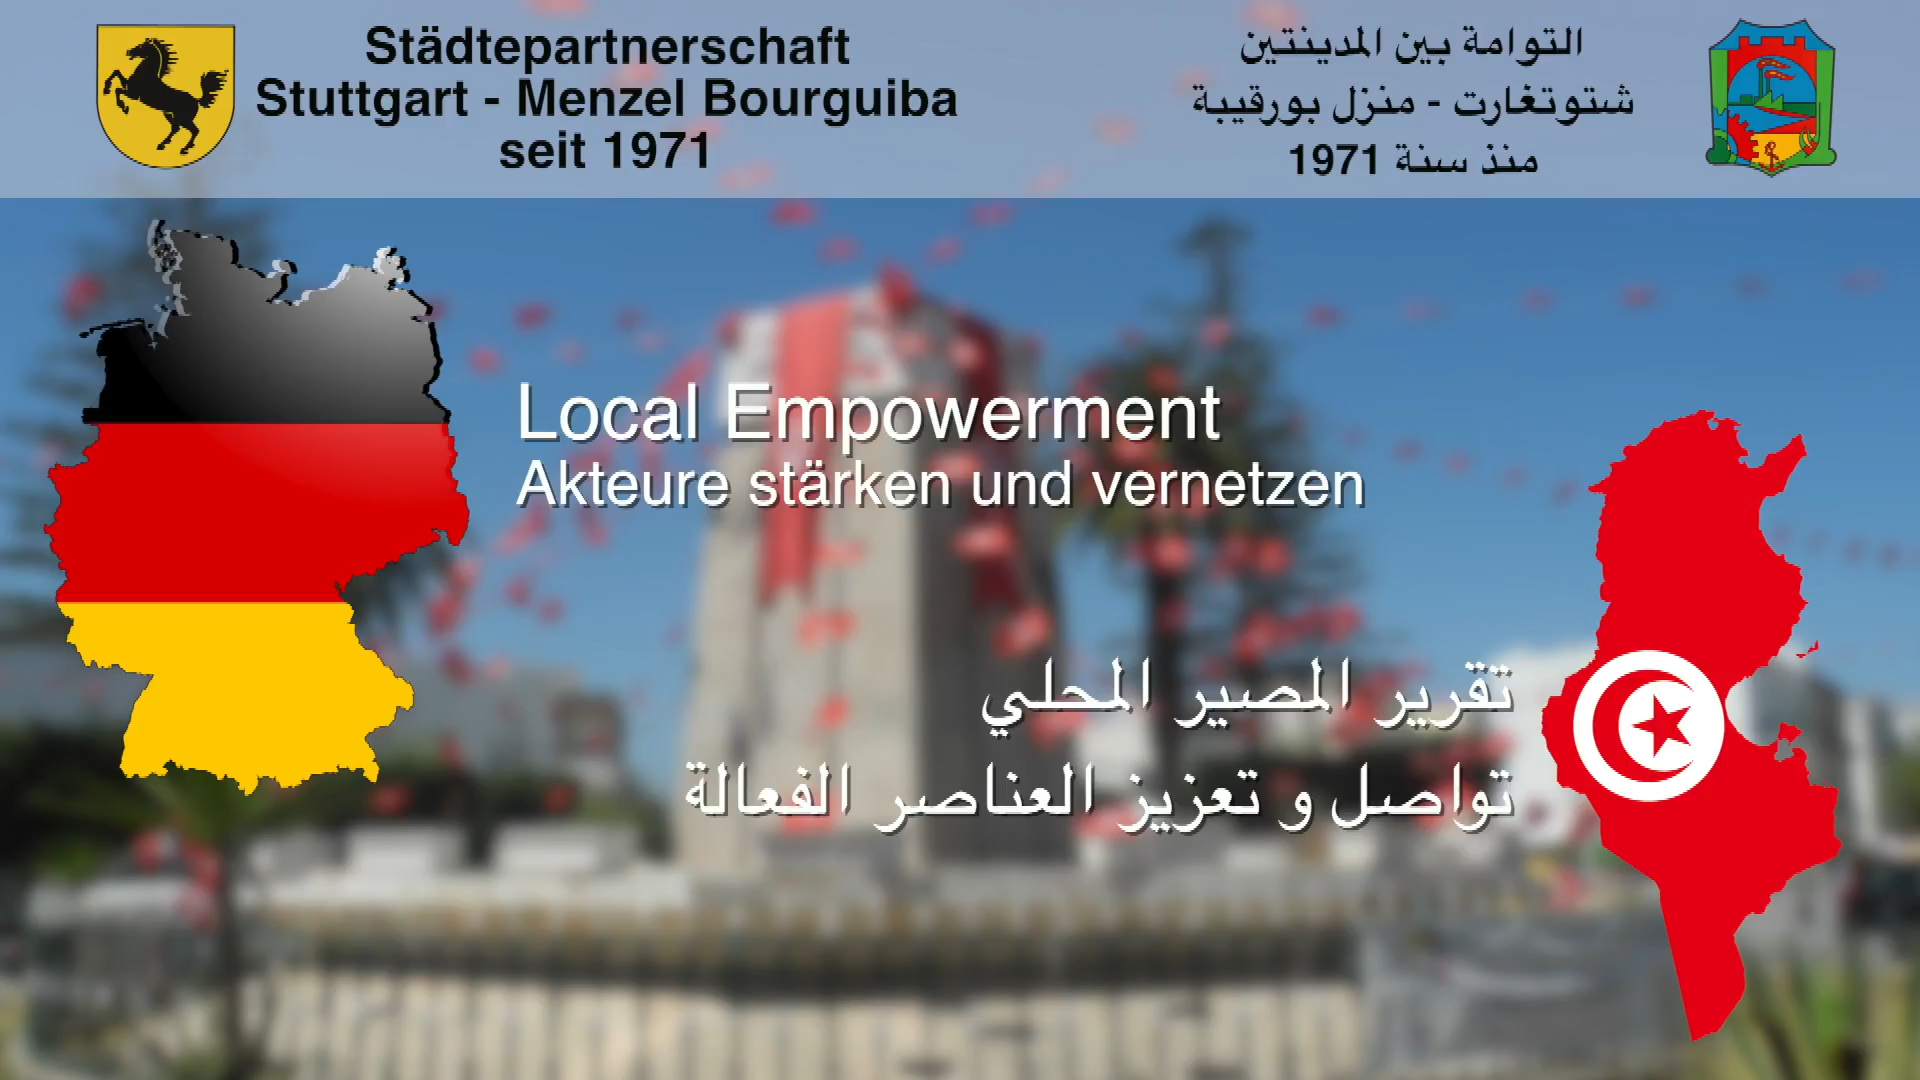 Städtepartnerschaft
Stuttgart - Menzel Bourguiba
seit 1971
التوامة بين المدينتين
شتوتغارت - منزل بورقيبة
منذ سنة 1971
Local Empowerment
Akteure stärken und vernetzen
تقرير المصير المحلي
تواصل و تعزيز العناصر الفعالة